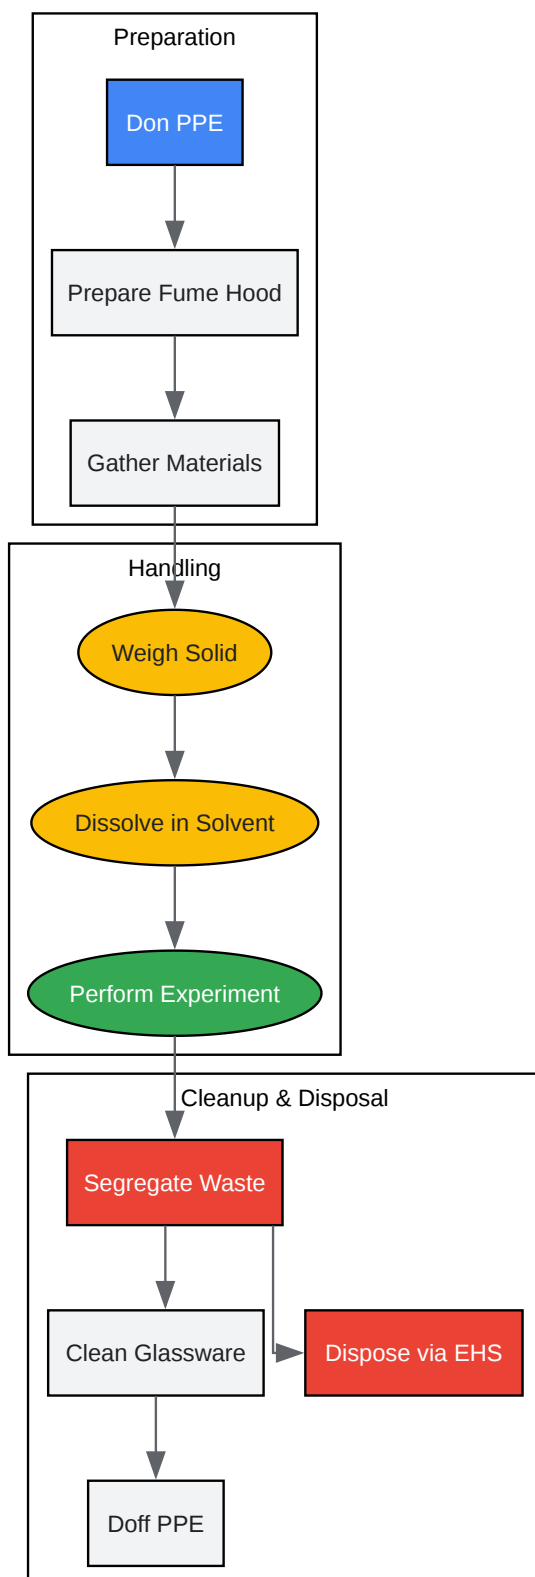 Preparation
Don PPE
Prepare Fume Hood
Gather Materials
Handling
Weigh Solid
Dissolve in Solvent
Perform Experiment
Cleanup & Disposal
Segregate Waste
Clean Glassware
Dispose via EHS
Doff PPE